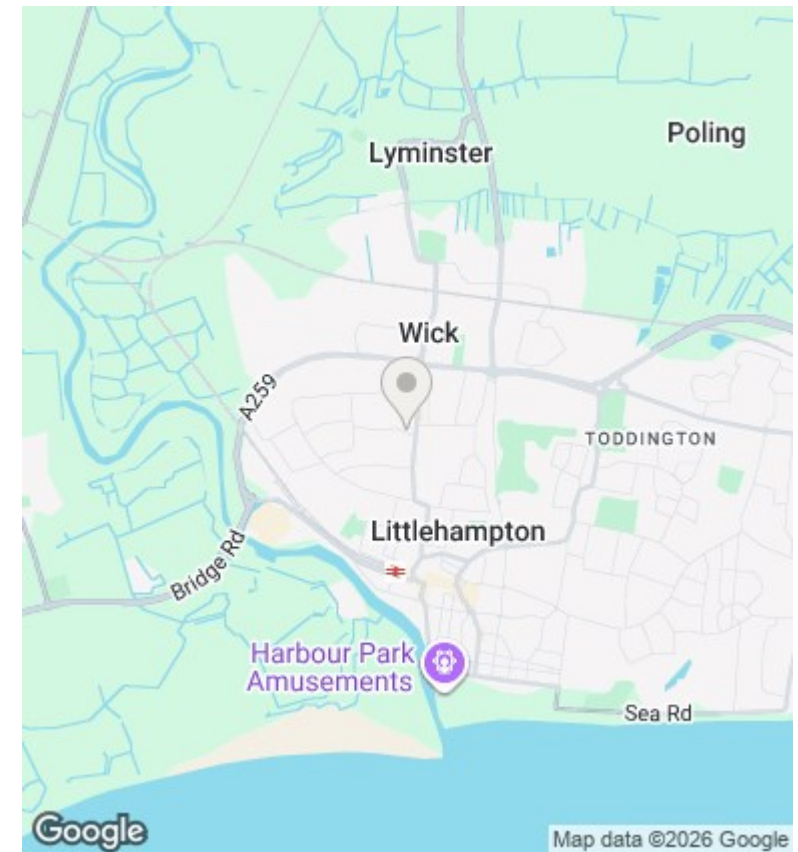 Poling
Lyminster
Wick
A259
TODDINGTON
Littlehampton
Bridge Rd
Harbour Park
Amusements
Sea Rd
Google
Map data ©2026 Google